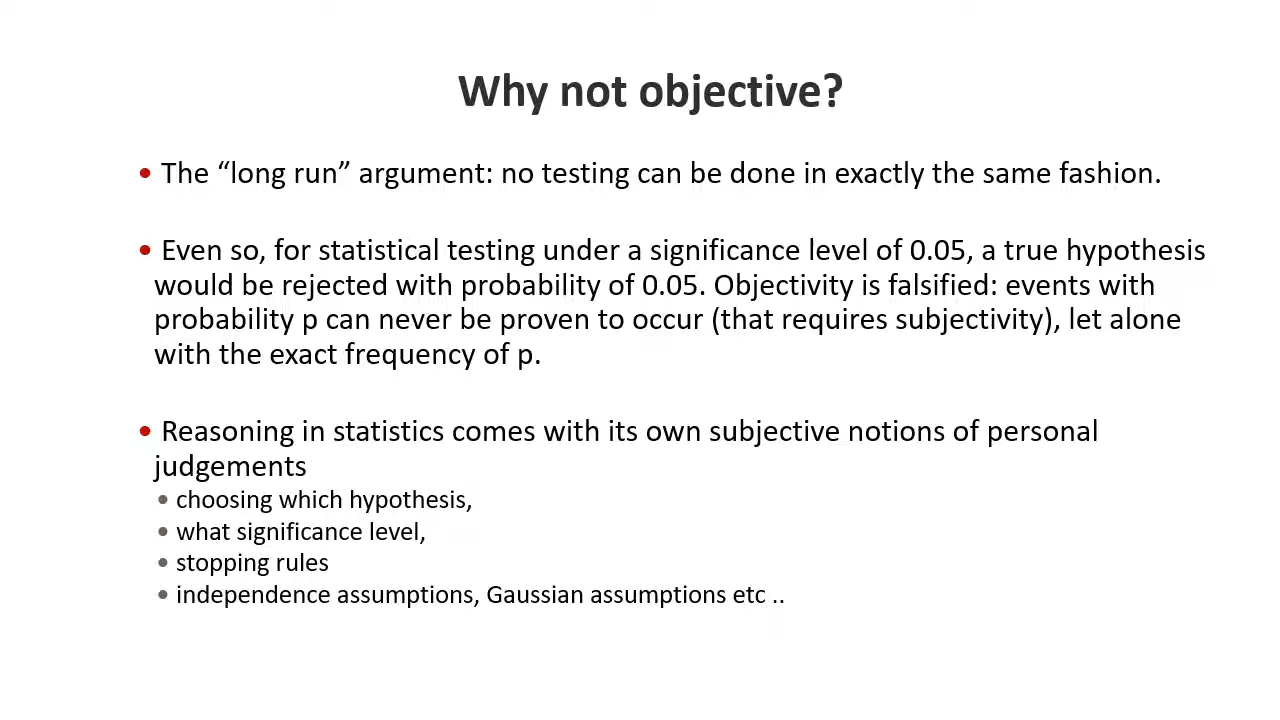 Why not objective?
• The “long run” argument: no testing can be done in exactly the same fashion.
• Even so, for statistical testing under a significance level of 0.05, a true hypothesis
would be rejected with probability of 0.05. Objectivity is falsified: events with
probability p can never be proven to occur (that requires subjectivity), let alone
with the exact frequency of p.
• Reasoning in statistics comes with its own subjective notions of personal
judgements
• choosing which hypothesis,
• what significance level,
• stopping rules
• independence assumptions, Gaussian assumptions etc ..